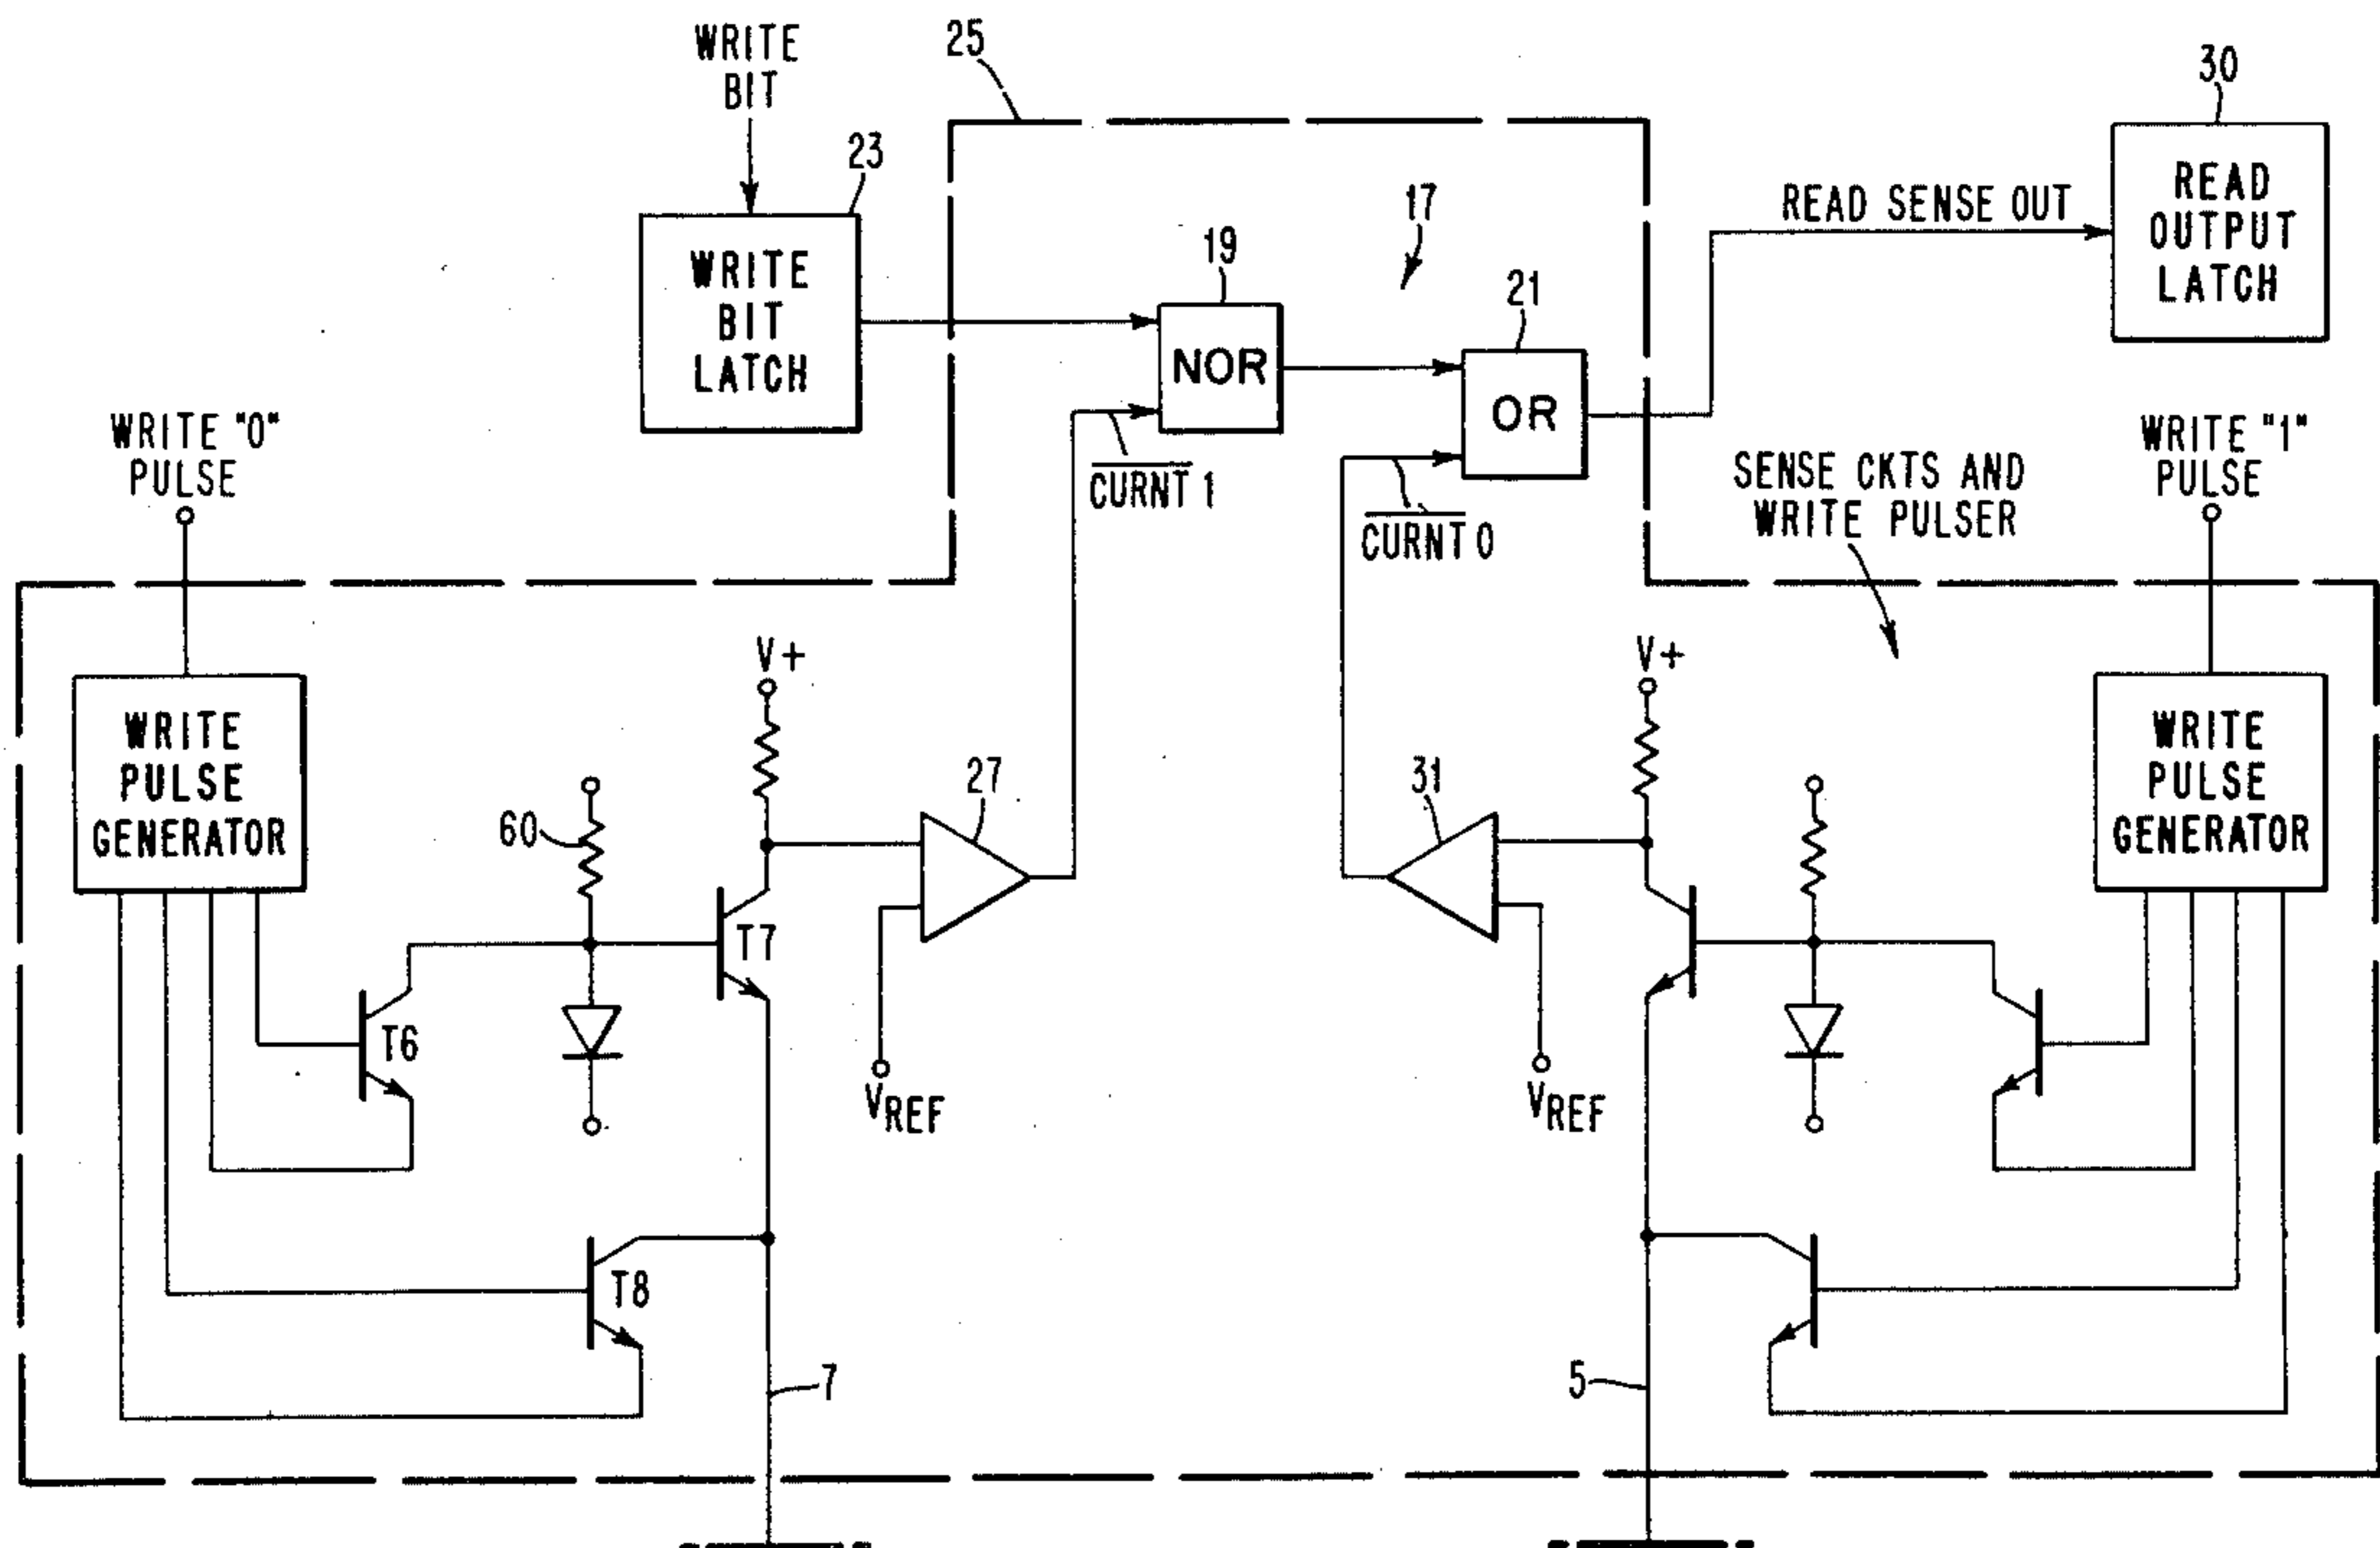 WRITE
BIT
25
30
23
WRITE
BIT
LATCH
19
17
21
READ SENSE OUT
READ
OUTPUT
LATCH
NOR
OR
WRITE "0"
PULSE
CURNT 1
CURNT 0
SENSE CKTS AND
WRITE PULSER
WRITE "1"
PULSE
V+
V+
WRITE
PULSE
GENERATOR
60
27
31
WRITE
PULSE
GENERATOR
T7
T6
VREF
VREF
T8
7
5